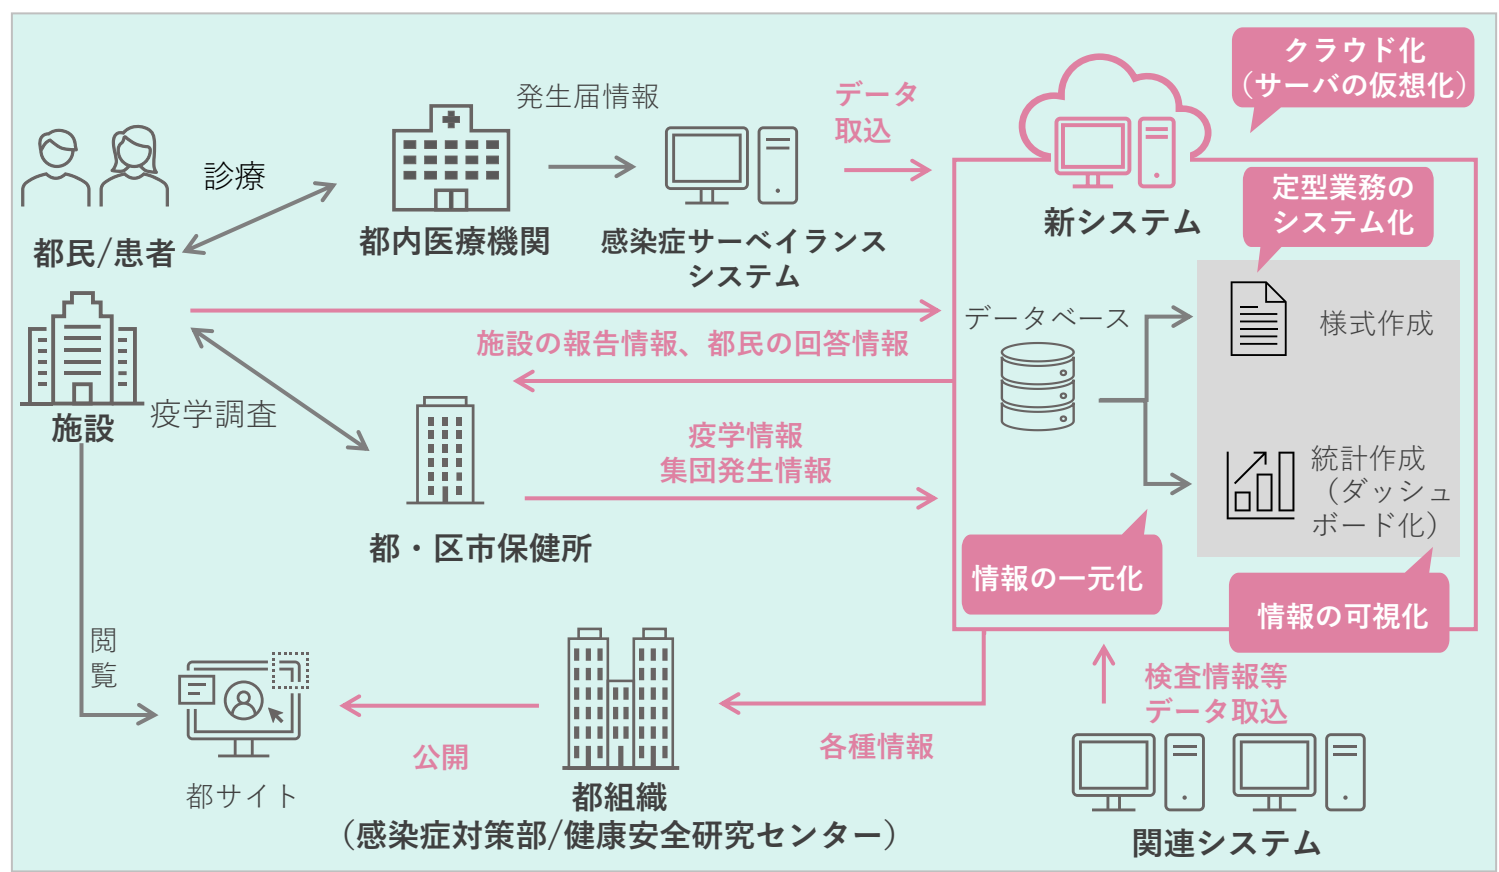 クラウド化
（サーバの仮想化）
発生届情報
データ
取込
診療
定型業務の
システム化
都民/患者
都内医療機関
感染症サーベイランス
システム
新システム
データベース
様式作成
施設の報告情報、都民の回答情報
施設
疫学調査
疫学情報
集団発生情報
統計作成
（ダッシュ
ボード化）
都・区市保健所
情報の一元化
情報の可視化
閲
覧
検査情報等
データ取込
各種情報
公開
都サイト
都組織
（感染症対策部/健康安全研究センター）
関連システム